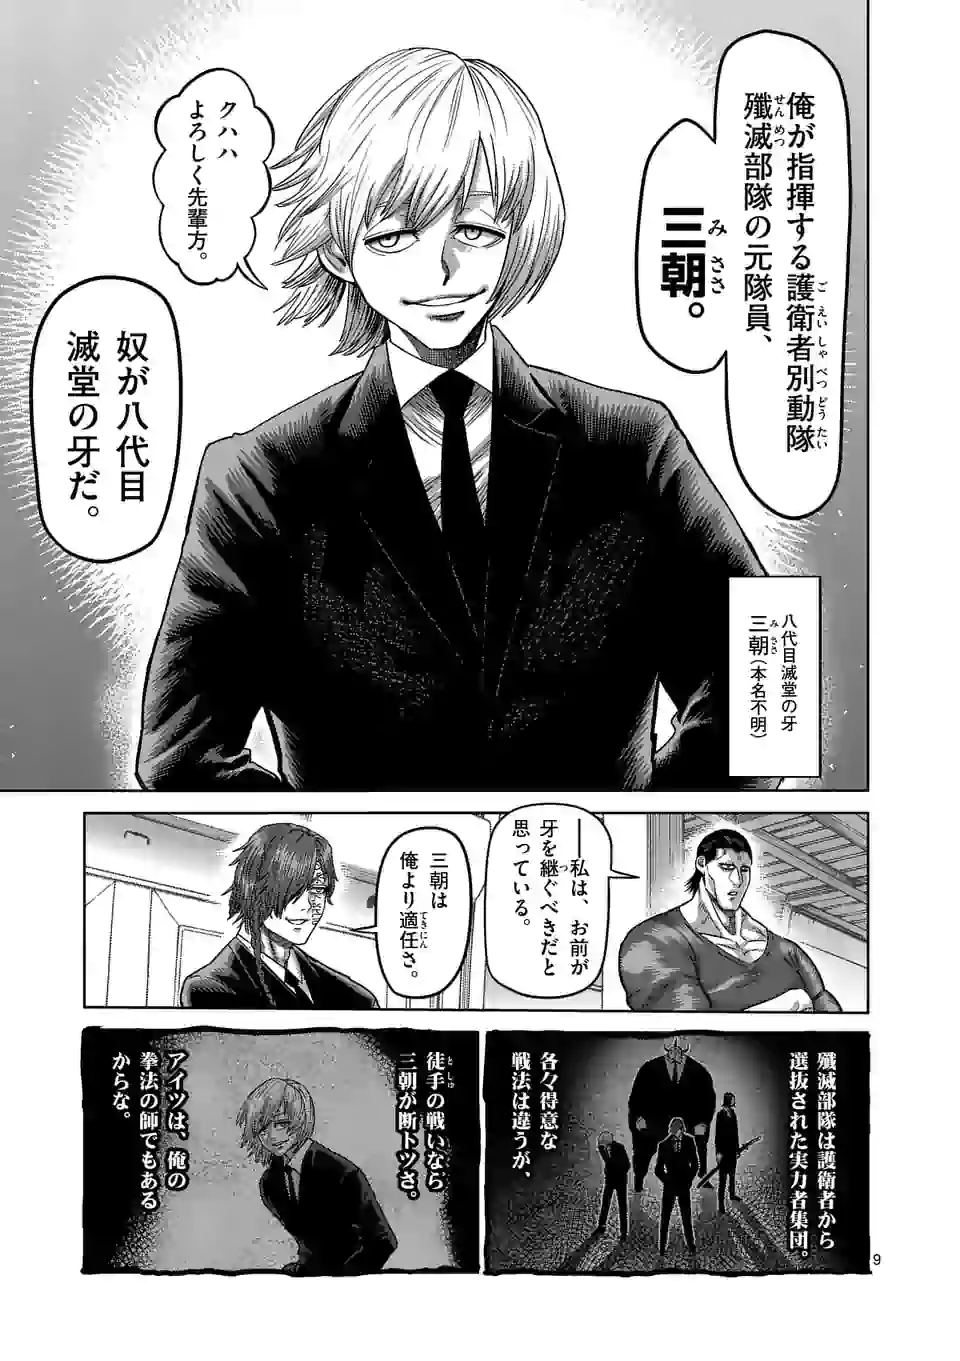 俺が指揮する護衛者別動隊
殲滅部隊の元隊員、
三朝。
クハハ
よろしく先輩方。
奴が八代目
滅堂の牙だ。
八代目滅堂の牙
三朝(本名不明)
──私は、お前が
牙を継ぐべきだと
思っている。
三朝は
俺より適任さ。
殲滅部隊は護衛者から
選抜された実力者集団。
各々得意な
戦法は違うが、
徒手の戦いなら
三朝が断トツさ。
アイツは、俺の
拳法の師でもある
からな。
9